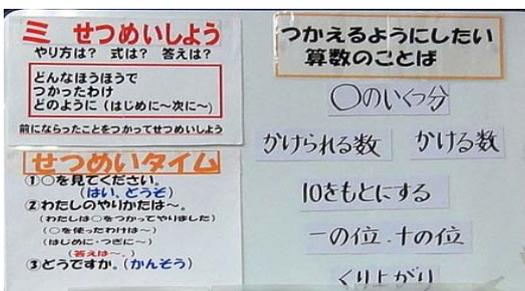 三 せつめいしよう
やり方は? 式は? 答えは?
どんなほうほうで
つかったわけ
どのように(はじめに〜次に〜)
前にならったことをつかってせつめいしよう
せつめいタイム
①○を見てください。
(はい、どうぞ)
②わたしのやりかたは〜。
(わたしは○をつかってやりました)
(○を使ったわけは〜)
(はじめに・つぎに〜)
(答えは〜。)
③どうですか。(かんそう)
つかえるようにしたい
算数のことば
○のいくつ分
かけられる数 かける数
10をもとにする
一の位.十の位
くり上がり